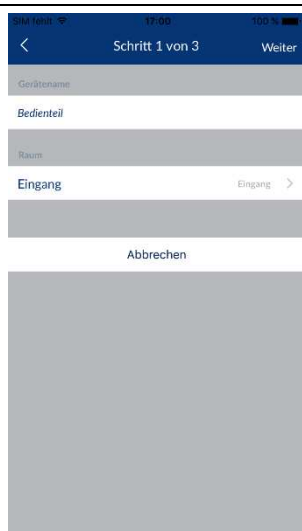 SIM fehlt 17:00 100 %
Schritt 1 von 3 Weiter
Gerätename
Bedienteil
Raum
Eingang Eingang
Abbrechen